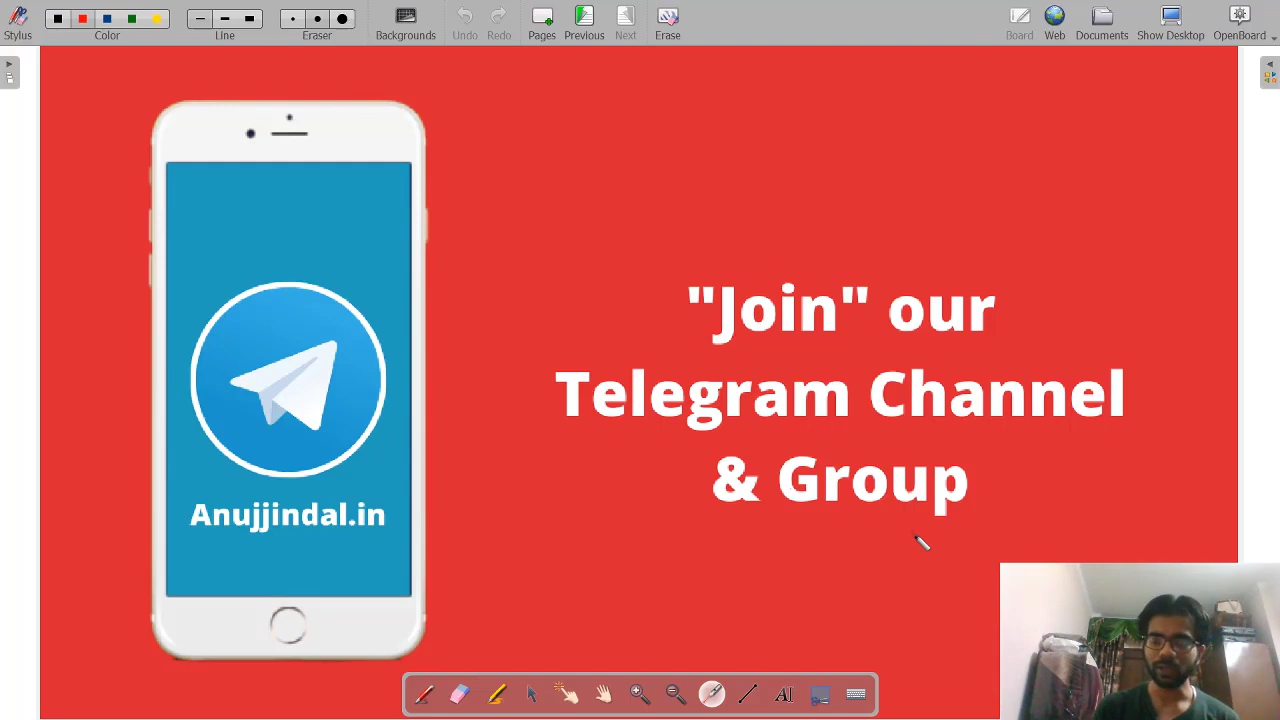 Stylus
Color
Line
Eraser
Backgrounds
Undo
Redo
Pages
Previous
Next
Erase
Board
Web
Documents
Show Desktop
OpenBoard
"Join" our
Telegram Channel
& Group
Anujjindal.in
AI